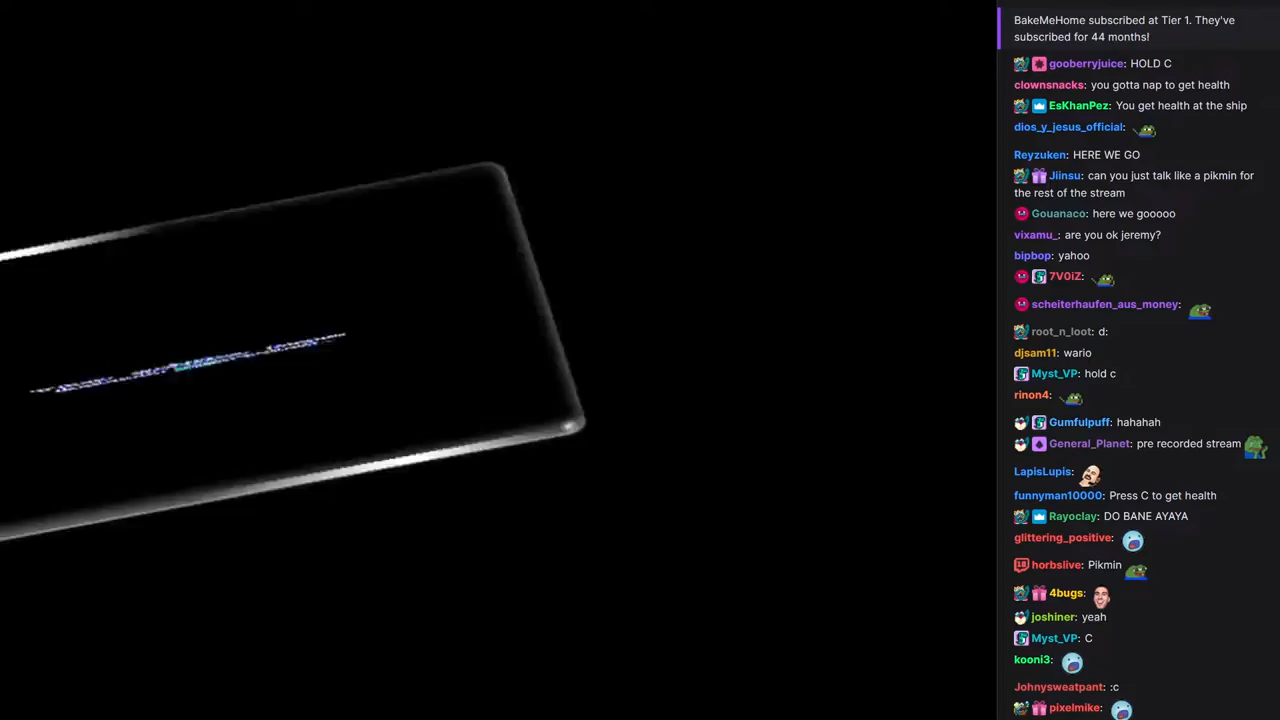 BakeMeHome subscribed at Tier 1. They've
subscribed for 44 months!
gooberryjuice: HOLD C
clownsnacks: you gotta nap to get health
EsKhanPez: You get health at the ship
dios_y_jesus_official:
Reyzuken: HERE WE GO
Jiinsu: can you just talk like a pikmin for
the rest of the stream
Gouanaco: here we gooooo
vixamu_: are you ok jeremy?
bipbop: yahoo
7V0iZ:
scheiterhaufen_aus_money:
root_n_loot: d:
djsam11: wario
Myst_VP: hold c
rinon4:
Gumfulpuff: hahahah
General_Planet: pre recorded stream
LapisLupis:
funnyman10000: Press C to get health
Rayoclay: DO BANE AYAYA
glittering_positive:
horbslive: Pikmin
4bugs:
joshiner: yeah
Myst_VP: C
kooni3:
Johnysweatpant: :c
pixelmike: